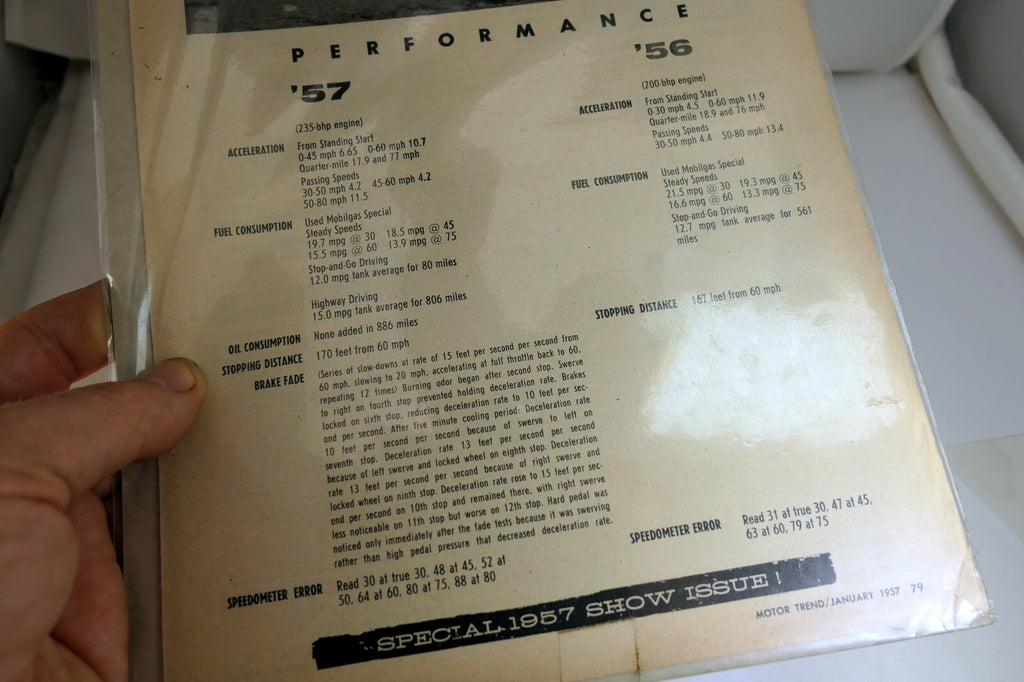 PERFORMANCE
'57
(235-bhp engine)
ACCELERATION From Standing Start
0-45 mph 6.65 0-60 mph 10.7
Quarter-mile 17.9 and 77 mph
Passing Speeds
30-50 mph 4.2 45-60 mph 4.2
50-80 mph 11.5
FUEL CONSUMPTION Used Mobilgas Special
Steady Speeds
19.7 mpg @ 30 18.5 mpg @ 45
15.5 mpg @ 60 13.9 mpg @ 75
Stop-and-Go Driving
12.0 mpg tank average for 80 miles
Highway Driving
15.0 mpg tank average for 806 miles
OIL CONSUMPTION None added in 886 miles
STOPPING DISTANCE 170 feet from 60 mph
BRAKE FADE (Series of slow-downs at rate of 15 feet per second per second from
60 mph, slowing to 20 mph, accelerating at full throttle back to 60,
repeating 12 times) Burning odor began after second stop. Swerve
to right on fourth stop prevented holding deceleration rate. Brakes
locked on sixth stop, reducing deceleration rate to 10 feet per sec-
ond per second. After five minute cooling period: Deceleration rate
10 feet per second per second because of swerve to left on
seventh stop. Deceleration rate 13 feet per second per second
because of left swerve and locked wheel on eighth stop. Deceleration
rate 13 feet per second per second because of right swerve and
locked wheel on ninth stop. Deceleration rate rose to 15 feet per sec-
ond per second on 10th stop and remained there, with right swerve
less noticeable on 11th stop but worse on 12th stop. Hard pedal was
noticed only immediately after the fade tests because it was swerving
rather than high pedal pressure that decreased deceleration rate.
SPEEDOMETER ERROR Read 30 at true 30, 48 at 45, 52 at
50, 64 at 60, 80 at 75, 88 at 80
'56
(200-bhp engine)
ACCELERATION From Standing Start
0-30 mph 4.5 0-60 mph 11.9
Quarter-mile 18.9 and 76 mph
Passing Speeds
30-50 mph 4.4 50-80 mph 13.4
FUEL CONSUMPTION Used Mobilgas Special
Steady Speeds
21.5 mpg @ 30 19.3 mpg @ 45
16.6 mpg @ 60 13.3 mpg @ 75
Stop-and-Go Driving
12.7 mpg tank average for 561
miles
STOPPING DISTANCE 167 feet from 60 mph
SPEEDOMETER ERROR Read 31 at true 30, 47 at 45,
63 at 60, 79 at 75
SPECIAL 1957 SHOW ISSUE!
MOTOR TREND/JANUARY 1957 79